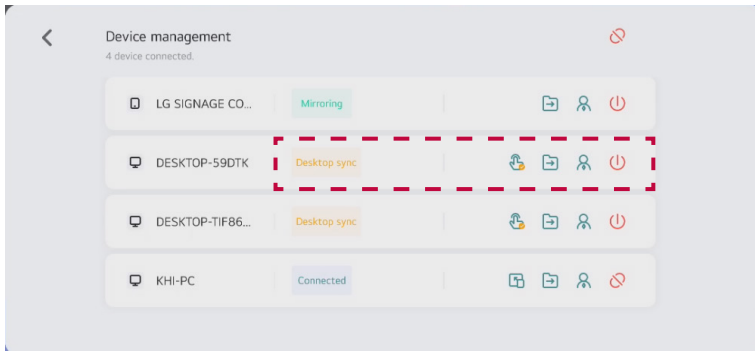 Device management
4 device connected.
LG SIGNAGE CO... Mirroring
DESKTOP-59DTK Desktop sync
DESKTOP-TIF86... Desktop sync
KHI-PC Connected